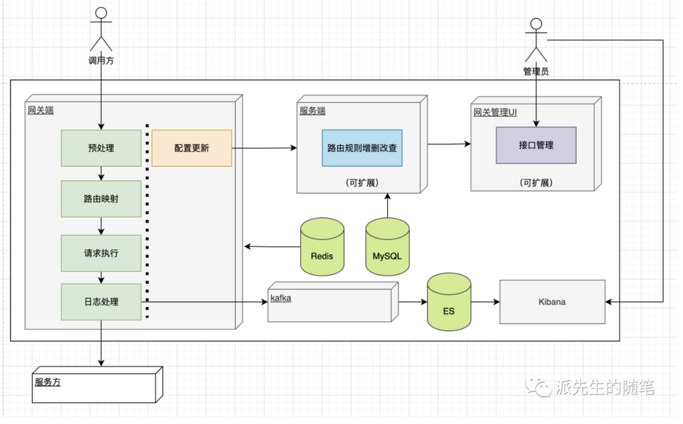 调用方
管理员
网关端
服务端
网关管理UI
预处理
配置更新
路由规则增删改查
接口管理
路由映射
(可扩展)
(可扩展)
请求执行
Redis
MySQL
日志处理
kafka
ES
Kibana
服务方
派先生的随笔